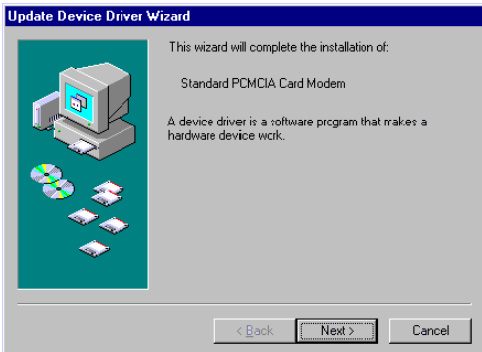 Update Device Driver Wizard
This wizard will complete the installation of:
Standard PCMCIA Card Modem
A device driver is a software program that makes a
hardware device work.
< Back
Next >
Cancel